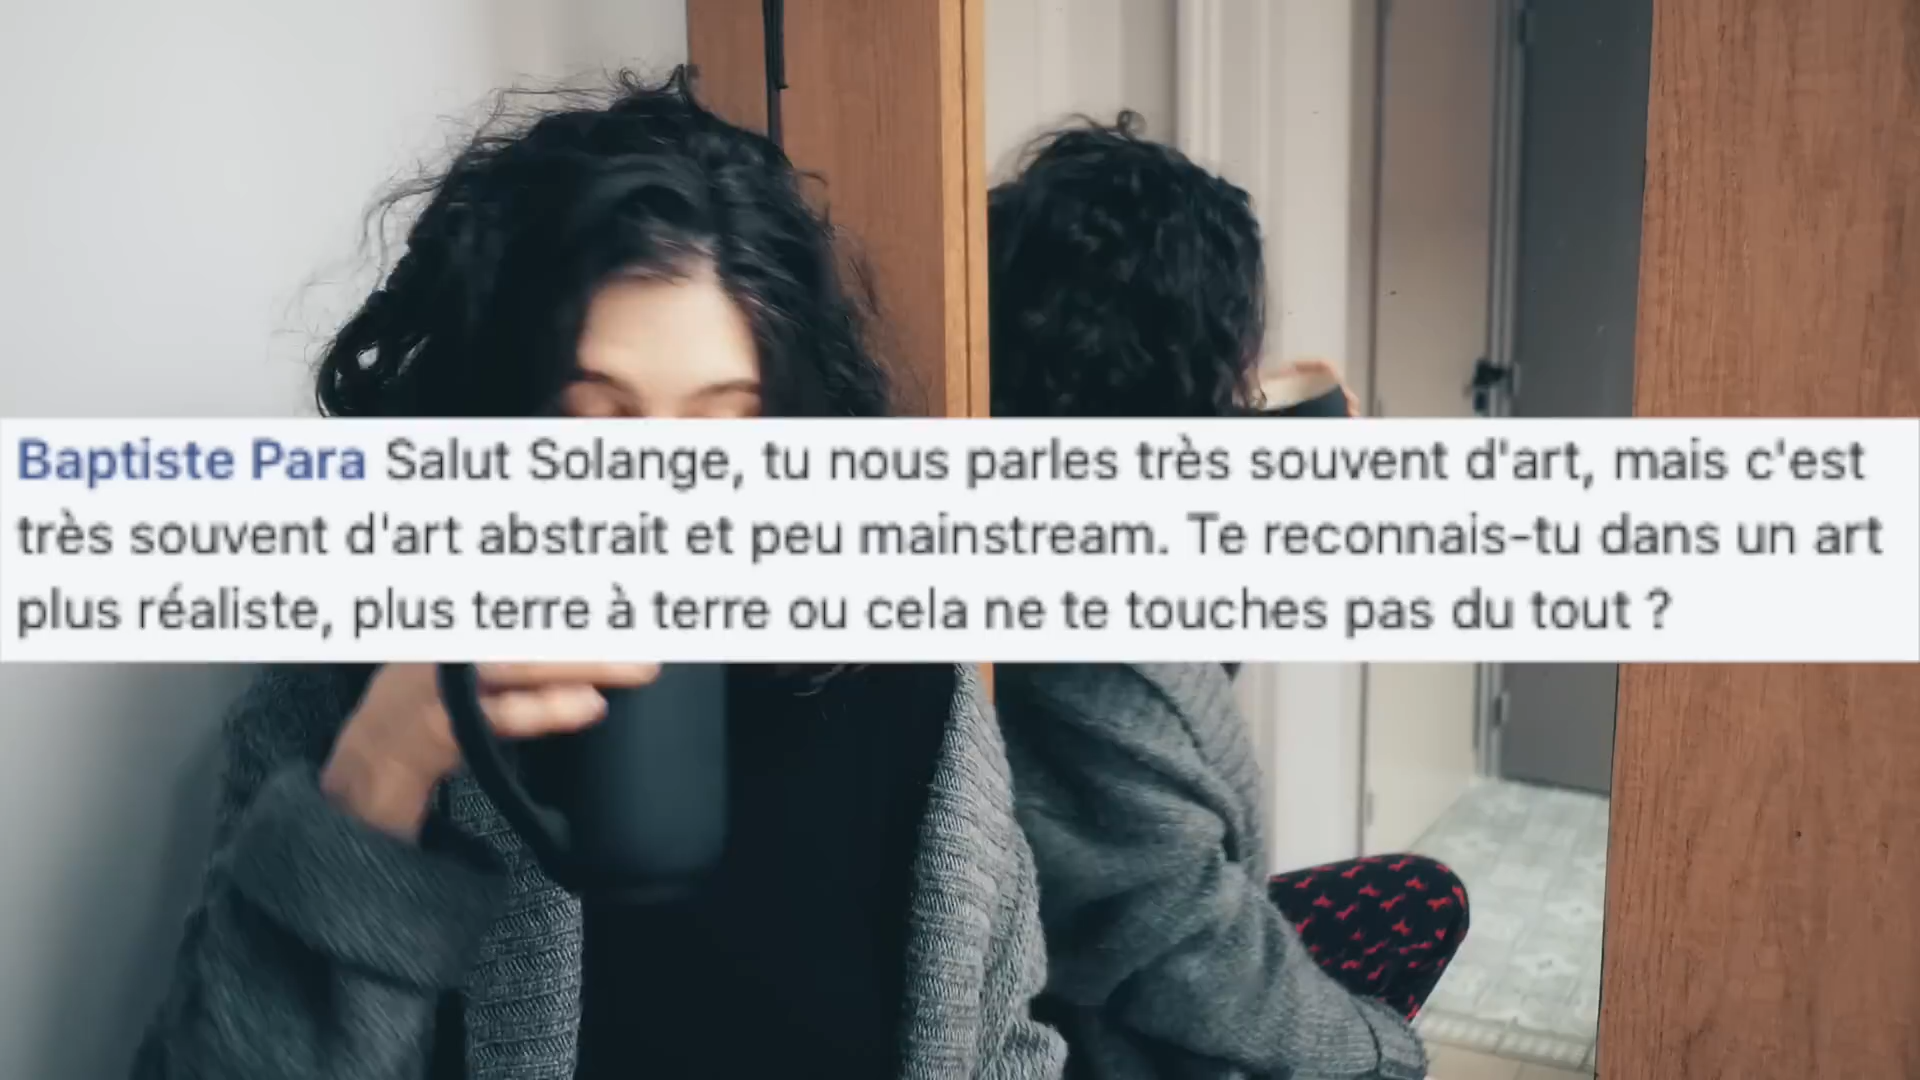 Baptiste Para Salut Solange, tu nous parles très souvent d'art, mais c'est
très souvent d'art abstrait et peu mainstream. Te reconnais-tu dans un art
plus réaliste, plus terre à terre ou cela ne te touches pas du tout ?